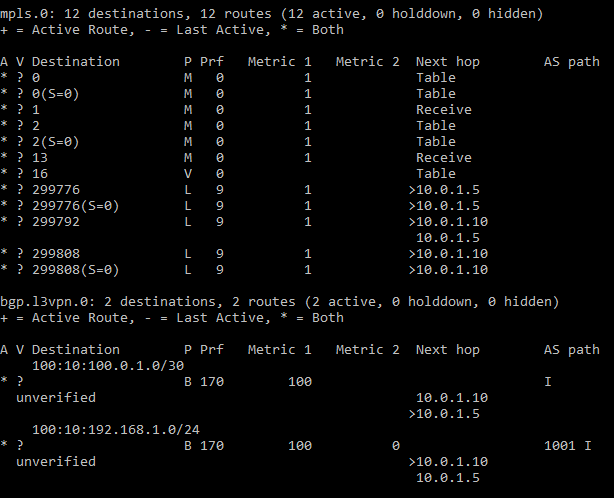 mpls.0: 12 destinations, 12 routes (12 active, 0 holddown, 0 hidden)
+ = Active Route, - = Last Active, * = Both
A V Destination        P Prf   Metric 1   Metric 2  Next hop        AS path
* ? 0                  M   0          1             Table
* ? 0(S=0)             M   0          1             Table
* ? 1                  M   0          1             Receive
* ? 2                  M   0          1             Table
* ? 2(S=0)             M   0          1             Table
* ? 13                 M   0          1             Receive
* ? 16                 V   0                        Table
* ? 299776             L   9          1            >10.0.1.5
* ? 299776(S=0)        L   9          1            >10.0.1.5
* ? 299792             L   9          1            >10.0.1.10
                                                    10.0.1.5
* ? 299808             L   9          1            >10.0.1.10
* ? 299808(S=0)        L   9          1            >10.0.1.10
bgp.l3vpn.0: 2 destinations, 2 routes (2 active, 0 holddown, 0 hidden)
+ = Active Route, - = Last Active, * = Both
A V Destination        P Prf   Metric 1   Metric 2  Next hop        AS path
    100:10:100.0.1.0/30
* ?                    B 170        100                             I
  unverified                                        10.0.1.10
                                                   >10.0.1.5
    100:10:192.168.1.0/24
* ?                    B 170        100          0                  1001 I
  unverified                                       >10.0.1.10
                                                    10.0.1.5